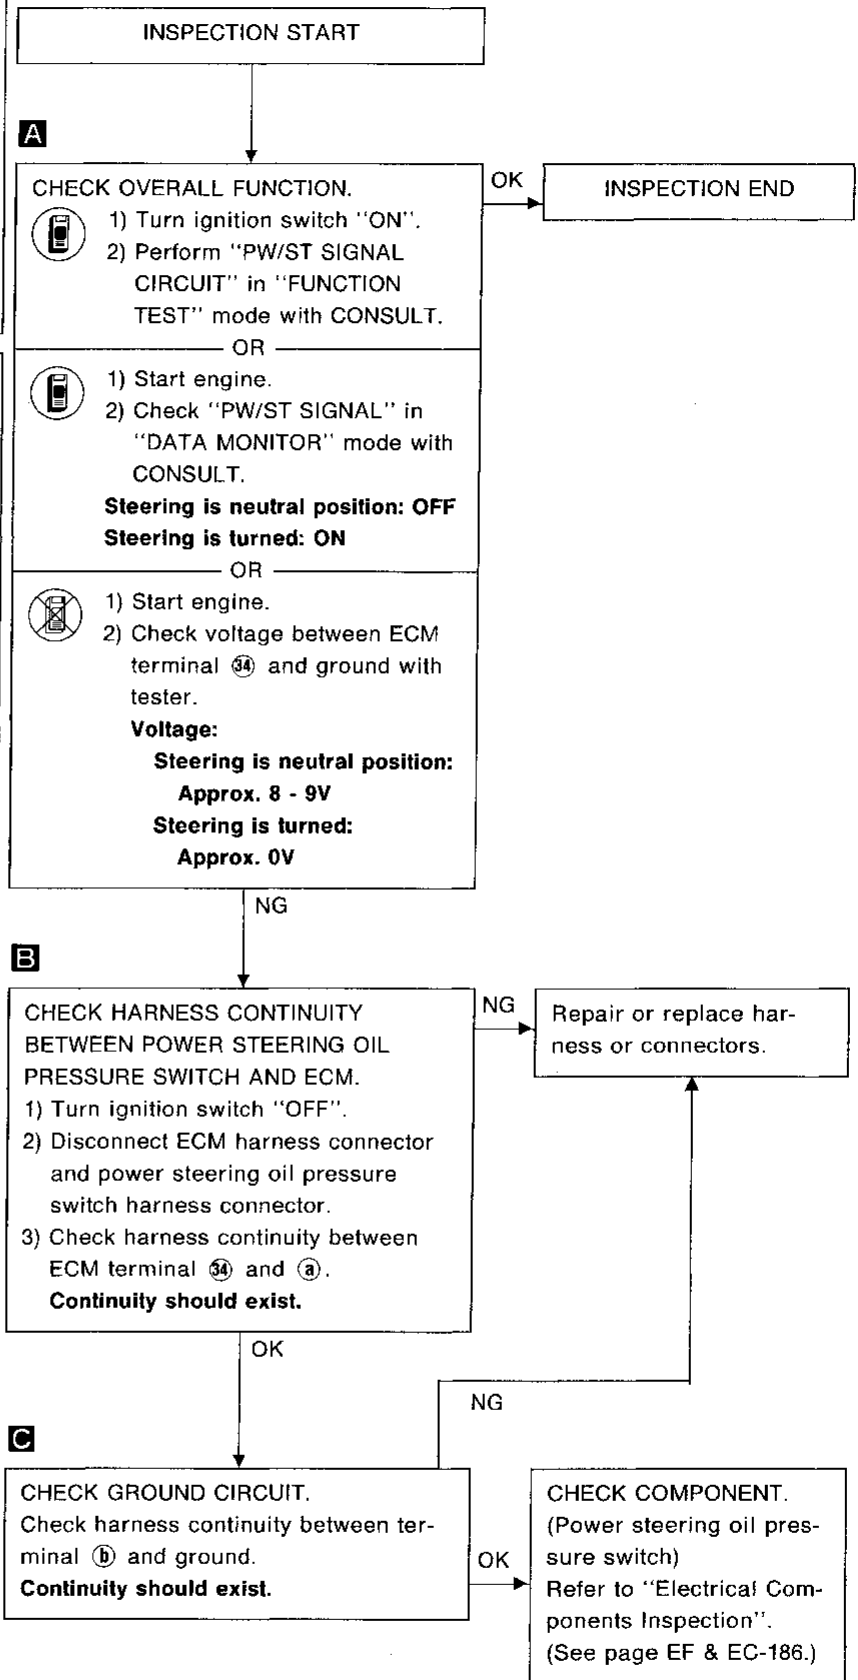 INSPECTION START
A
CHECK OVERALL FUNCTION.
1) Turn ignition switch "ON".
2) Perform "PW/ST SIGNAL
CIRCUIT" in "FUNCTION
TEST" mode with CONSULT.
OR
1) Start engine.
2) Check "PW/ST SIGNAL" in
"DATA MONITOR" mode with
CONSULT.
Steering is neutral position: OFF
Steering is turned: ON
OR
1) Start engine.
2) Check voltage between ECM
terminal ㉞ and ground with
tester.
Voltage:
Steering is neutral position:
Approx. 8 - 9V
Steering is turned:
Approx. 0V
OK
INSPECTION END
NG
B
CHECK HARNESS CONTINUITY
BETWEEN POWER STEERING OIL
PRESSURE SWITCH AND ECM.
1) Turn ignition switch "OFF".
2) Disconnect ECM harness connector
and power steering oil pressure
switch harness connector.
3) Check harness continuity between
ECM terminal ㉞ and ⓐ.
Continuity should exist.
NG
Repair or replace har-
ness or connectors.
OK
NG
C
CHECK GROUND CIRCUIT.
Check harness continuity between ter-
minal ⓑ and ground.
Continuity should exist.
OK
CHECK COMPONENT.
(Power steering oil pres-
sure switch)
Refer to "Electrical Com-
ponents Inspection".
(See page EF & EC-186.)